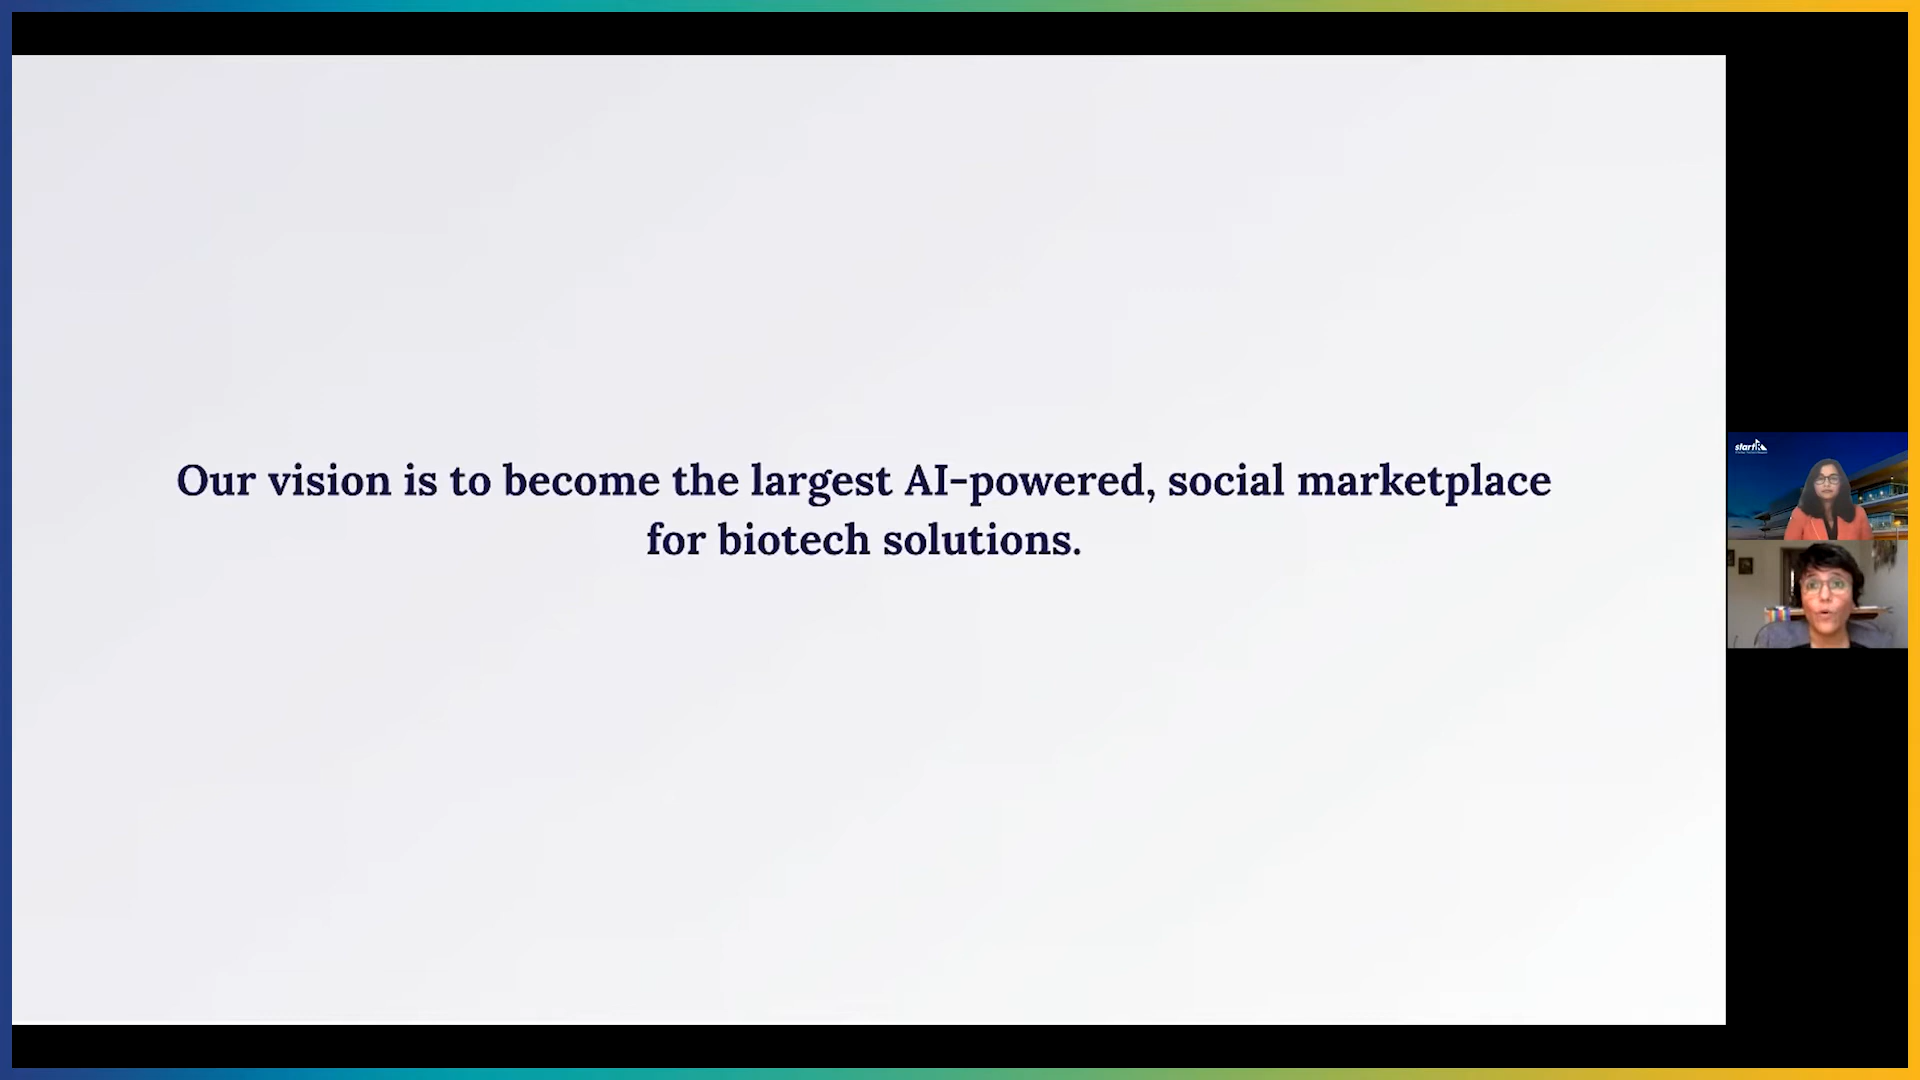 Our vision is to become the largest AI-powered, social marketplace
for biotech solutions.